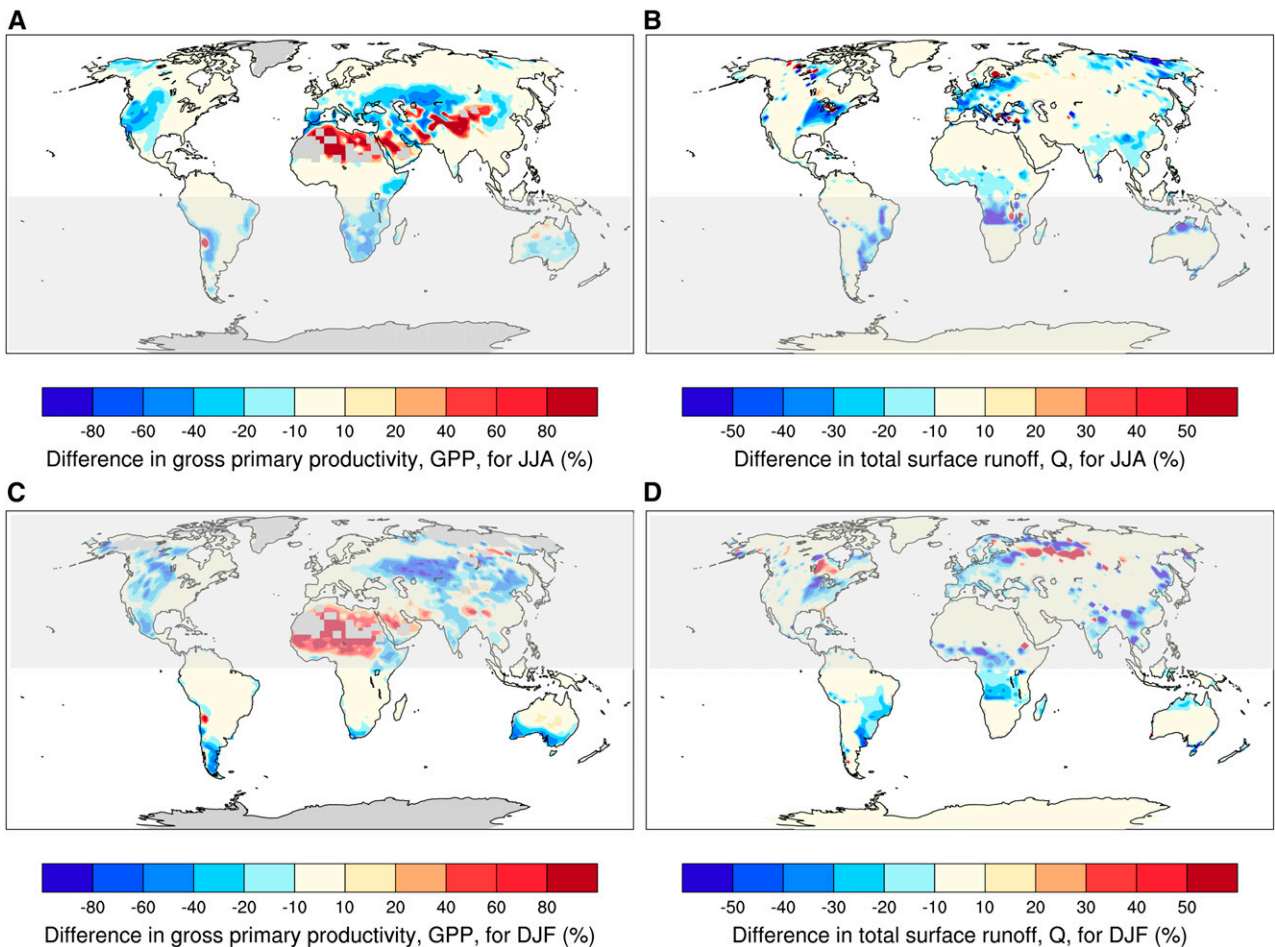 A
B
-80 -60 -40 -20 -10 10 20 40 60 80
Difference in gross primary productivity, GPP, for JJA (%)
-50 -40 -30 -20 -10 10 20 30 40 50
Difference in total surface runoff, Q, for JJA (%)
C
D
-80 -60 -40 -20 -10 10 20 40 60 80
Difference in gross primary productivity, GPP, for DJF (%)
-50 -40 -30 -20 -10 10 20 30 40 50
Difference in total surface runoff, Q, for DJF (%)